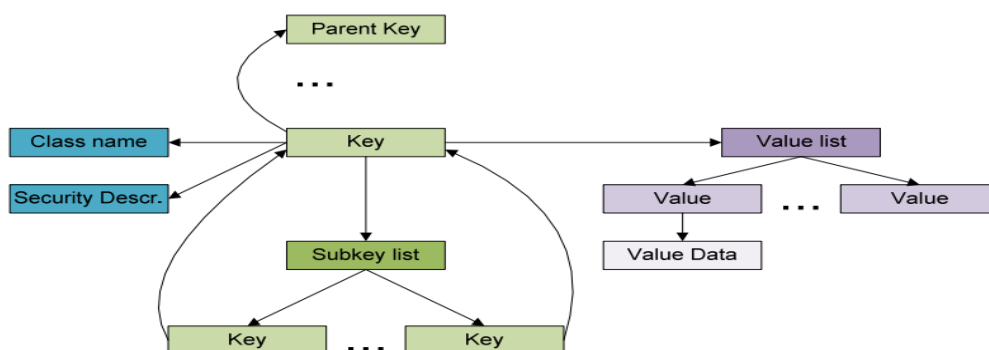 Parent Key
...
Class name
Key
Value list
Security Descr.
Value
...
Value
Subkey list
Value Data
Key
...
Key